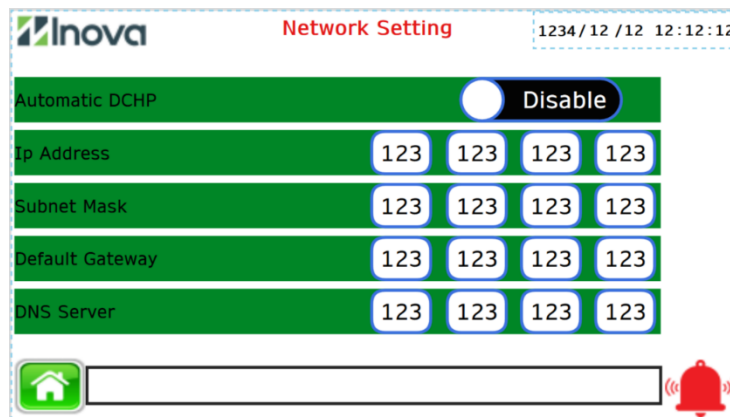 Inova
Network Setting
1234/12/12 12:12:12
Automatic DCHP Disable
Ip Address 123 123 123 123
Subnet Mask 123 123 123 123
Default Gateway 123 123 123 123
DNS Server 123 123 123 123